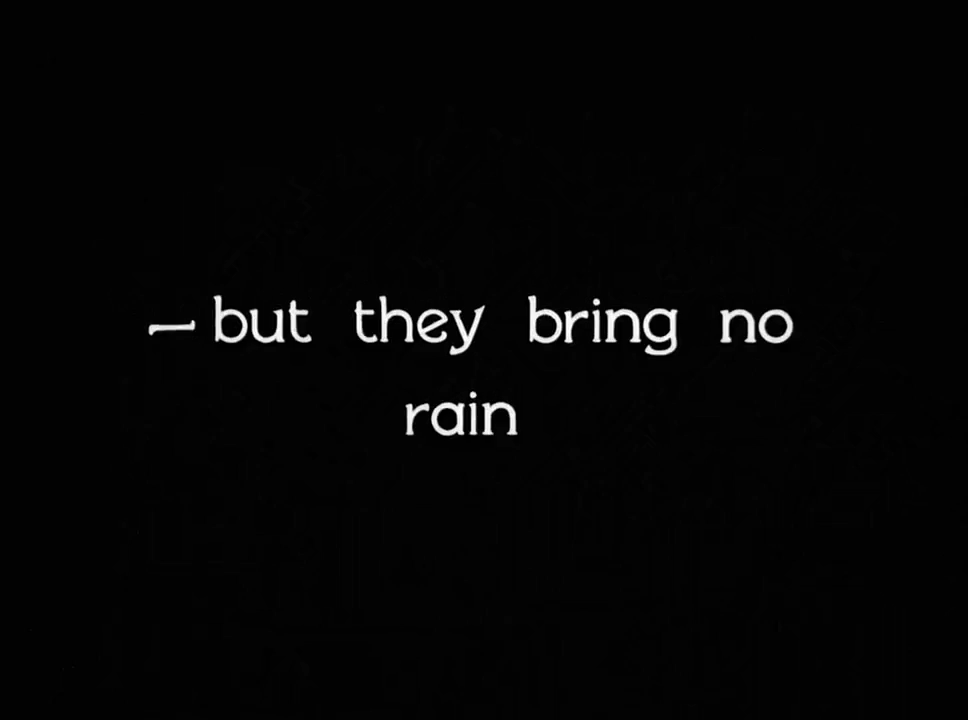 — but they bring no
rain